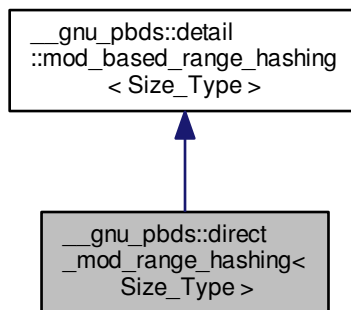 __gnu_pbds::detail
::mod_based_range_hashing
< Size_Type >
__gnu_pbds::direct
_mod_range_hashing<
Size_Type >